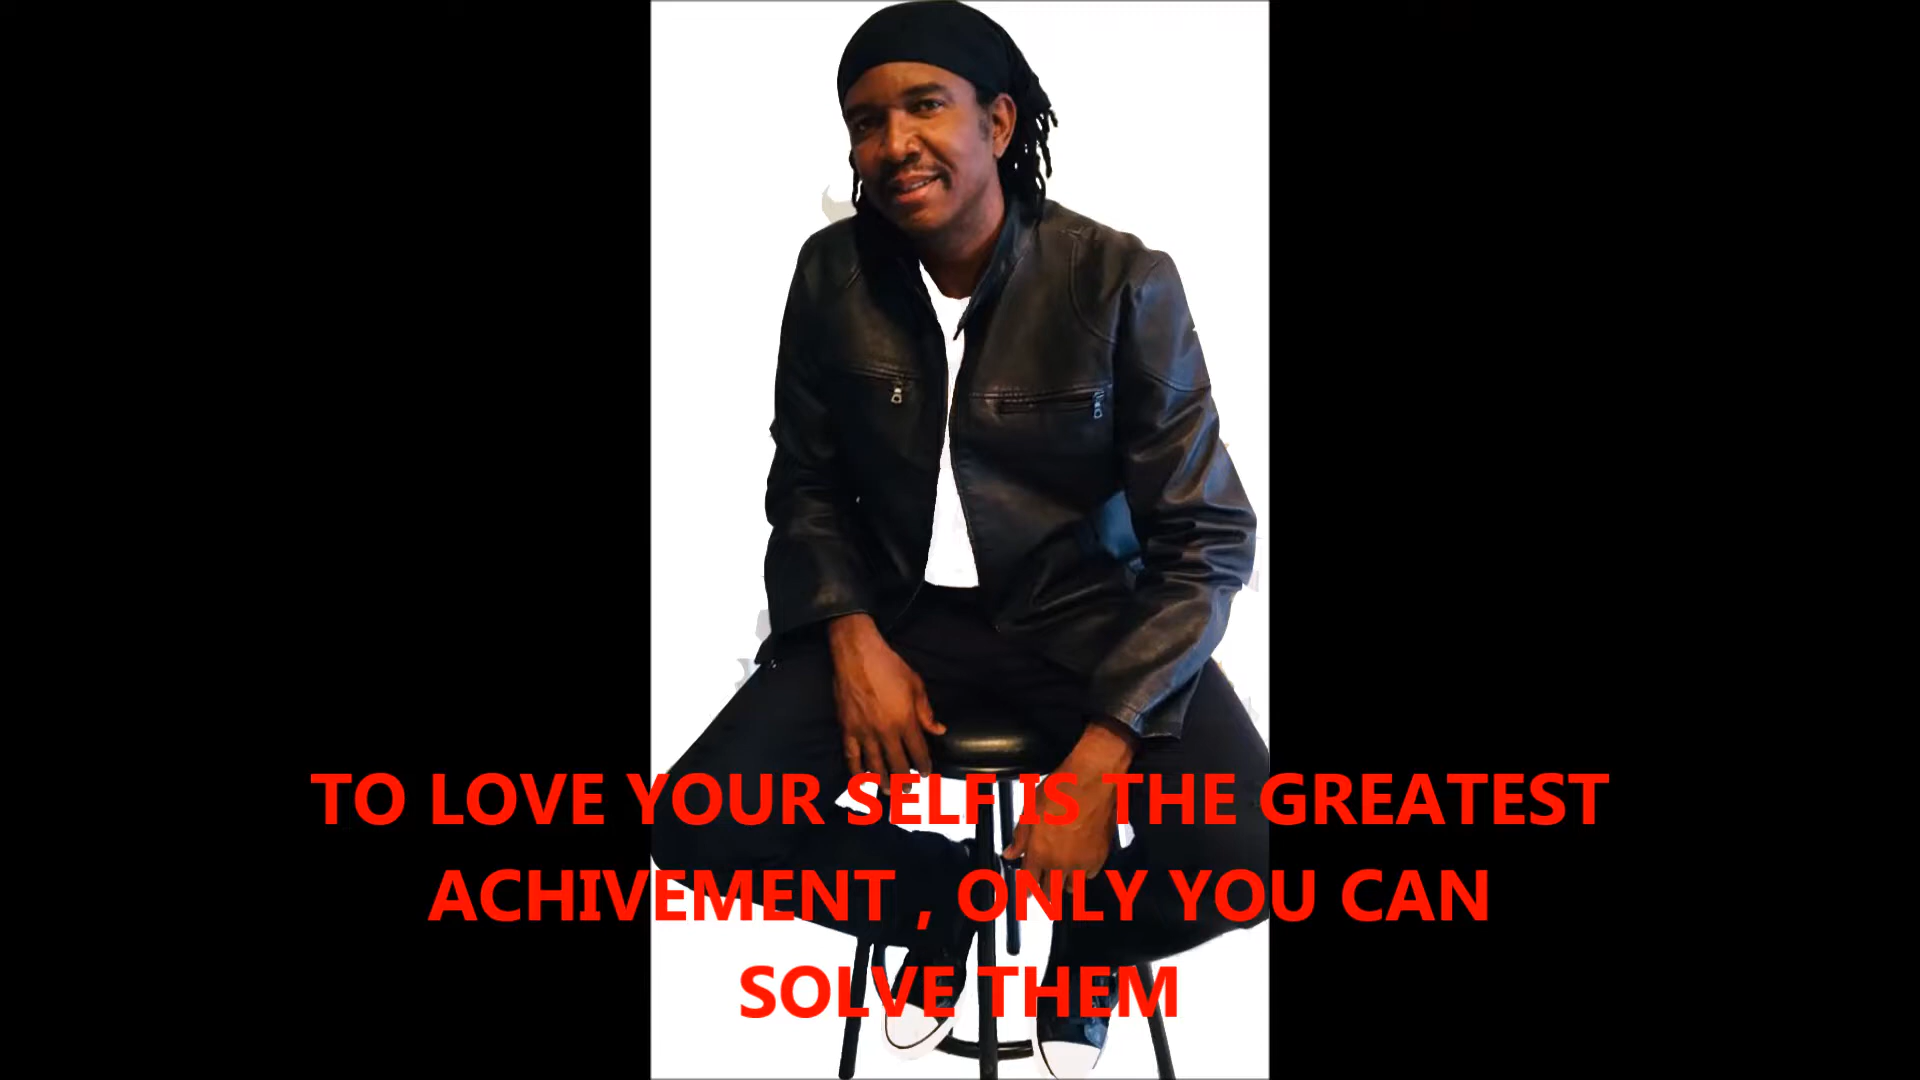 TO LOVE YOUR SELF IS THE GREATEST
ACHIVEMENT , ONLY YOU CAN
SOLVE THEM